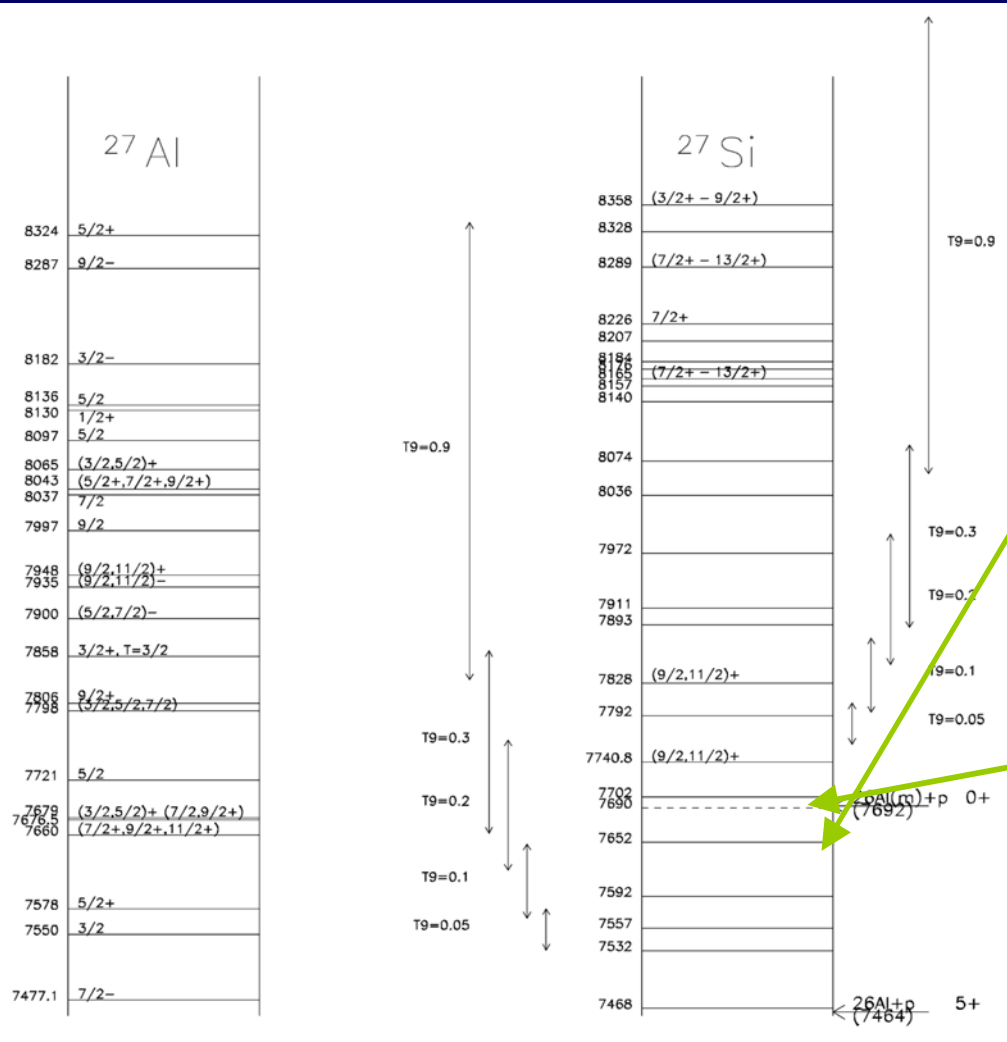 27 Al
8324 5/2+
8287 9/2−
8182 3/2−
8136 5/2
8130 1/2+
8097 5/2
8065 (3/2,5/2)+
8043 (5/2+,7/2+,9/2+)
8037 7/2
7997 9/2
7948 (9/2,11/2)+
7935 (9/2,11/2)−
7900 (5/2,7/2)−
7858 3/2+, T=3/2
7806 9/2+
7798 (3/2,5/2,7/2)
7721 5/2
7679 (3/2,5/2)+ (7/2,9/2+)
7676.5
7660 (7/2+,9/2+,11/2+)
7578 5/2+
7550 3/2
7477.1 7/2−
T9=0.9
T9=0.3
T9=0.2
T9=0.1
T9=0.05
27 Si
8358 (3/2+ − 9/2+)
8328
8289 (7/2+ − 13/2+)
8226 7/2+
8207
8184
8176
8165 (7/2+ − 13/2+)
8157
8140
8074
8036
7972
7911
7893
7828 (9/2,11/2)+
7792
7740.8 (9/2,11/2)+
7702
7690
7652
7592
7557
7532
7468
T9=0.9
T9=0.3
T9=0.2
T9=0.1
T9=0.05
26Al(m)+p 0+
(7692)
26Al+p 5+
(7464)